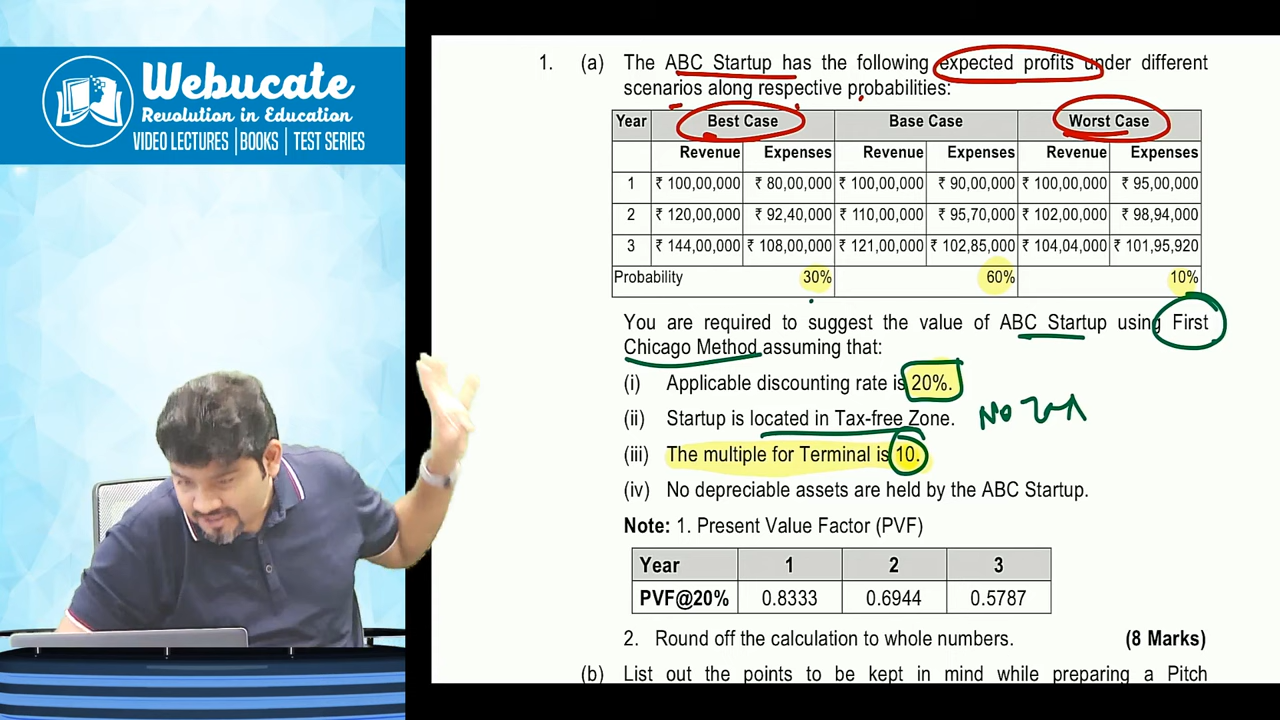 Webucate
Revolution in Education
VIDEO LECTURES | BOOKS | TEST SERIES
1. (a) The ABC Startup has the following expected profits under different
scenarios along respective probabilities:
Year Best Case Base Case Worst Case
Revenue Expenses Revenue Expenses Revenue Expenses
1 ₹ 100,00,000 ₹ 80,00,000 ₹ 100,00,000 ₹ 90,00,000 ₹ 100,00,000 ₹ 95,00,000
2 ₹ 120,00,000 ₹ 92,40,000 ₹ 110,00,000 ₹ 95,70,000 ₹ 102,00,000 ₹ 98,94,000
3 ₹ 144,00,000 ₹ 108,00,000 ₹ 121,00,000 ₹ 102,85,000 ₹ 104,04,000 ₹ 101,95,920
Probability 30% 60% 10%
You are required to suggest the value of ABC Startup using First
Chicago Method assuming that:
(i) Applicable discounting rate is 20%.
(ii) Startup is located in Tax-free Zone. No tax
(iii) The multiple for Terminal is 10.
(iv) No depreciable assets are held by the ABC Startup.
Note: 1. Present Value Factor (PVF)
Year 1 2 3
PVF@20% 0.8333 0.6944 0.5787
2. Round off the calculation to whole numbers. (8 Marks)
(b) List out the points to be kept in mind while preparing a Pitch